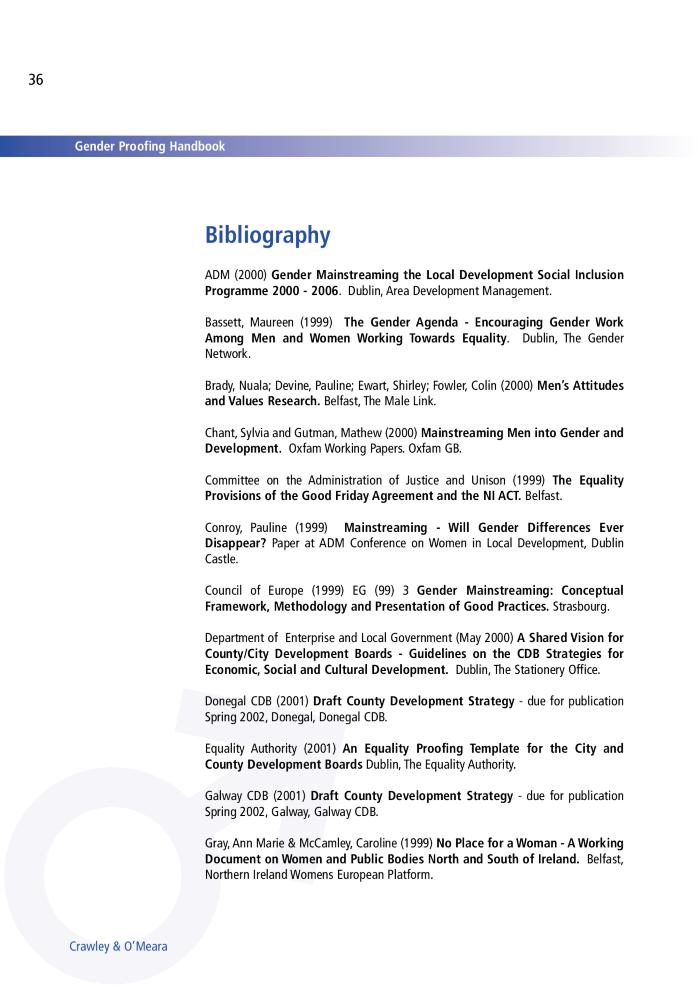 36
Gender Proofing Handbook
Bibliography
ADM (2000) Gender Mainstreaming the Local Development Social Inclusion
Programme 2000 - 2006. Dublin, Area Development Management.
Bassett, Maureen (1999) The Gender Agenda - Encouraging Gender Work
Among Men and Women Working Towards Equality. Dublin, The Gender
Network.
Brady, Nuala; Devine, Pauline; Ewart, Shirley; Fowler, Colin (2000) Men's Attitudes
and Values Research. Belfast, The Male Link.
Chant, Sylvia and Gutman, Mathew (2000) Mainstreaming Men into Gender and
Development. Oxfam Working Papers. Oxfam GB.
Committee on the Administration of Justice and Unison (1999) The Equality
Provisions of the Good Friday Agreement and the NI ACT. Belfast.
Conroy, Pauline (1999) Mainstreaming - Will Gender Differences Ever
Disappear? Paper at ADM Conference on Women in Local Development, Dublin
Castle.
Council of Europe (1999) EG (99) 3 Gender Mainstreaming: Conceptual
Framework, Methodology and Presentation of Good Practices. Strasbourg.
Department of Enterprise and Local Government (May 2000) A Shared Vision for
County/City Development Boards - Guidelines on the CDB Strategies for
Economic, Social and Cultural Development. Dublin, The Stationery Office.
Donegal CDB (2001) Draft County Development Strategy - due for publication
Spring 2002, Donegal, Donegal CDB.
Equality Authority (2001) An Equality Proofing Template for the City and
County Development Boards Dublin, The Equality Authority.
Galway CDB (2001) Draft County Development Strategy - due for publication
Spring 2002, Galway, Galway CDB.
Gray, Ann Marie & McCamley, Caroline (1999) No Place for a Woman - A Working
Document on Women and Public Bodies North and South of Ireland. Belfast,
Northern Ireland Womens European Platform.
Crawley & O'Meara